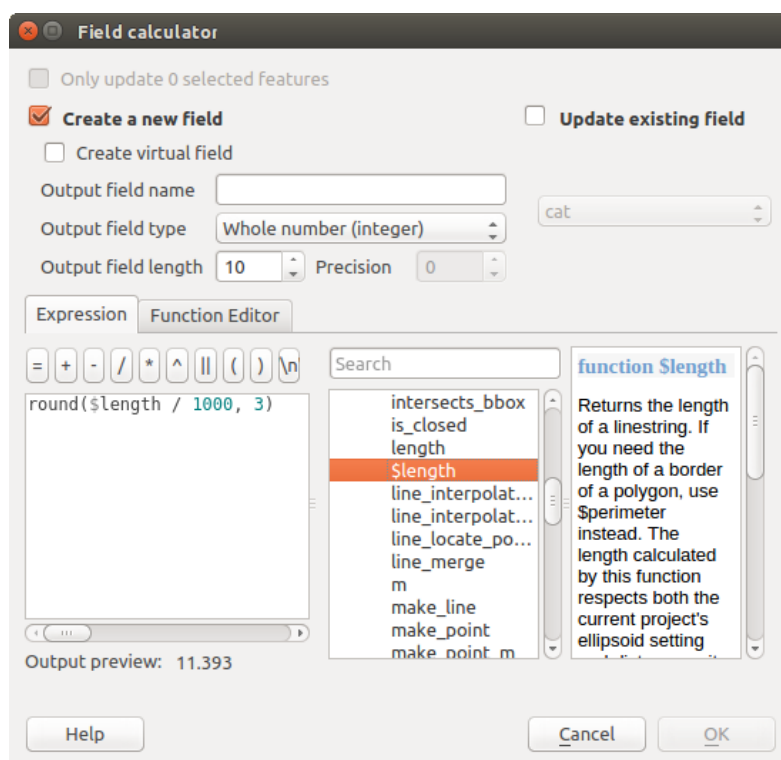 Field calculator
Only update 0 selected features
Create a new field
Update existing field
Create virtual field
Output field name
cat
Output field type Whole number (integer)
Output field length 10 Precision 0
Expression Function Editor
= + - / * ^ || ( ) \n'
Search
round($length / 1000, 3)
intersects_bbox
is_closed
length
$length
line_interpolat...
line_interpolat...
line_locate_po...
line_merge
m
make_line
make_point
make_point_m
function $length
Returns the length
of a linestring. If
you need the
length of a border
of a polygon, use
$perimeter
instead. The
length calculated
by this function
respects both the
current project's
ellipsoid setting
Output preview: 11.393
Help
Cancel
OK